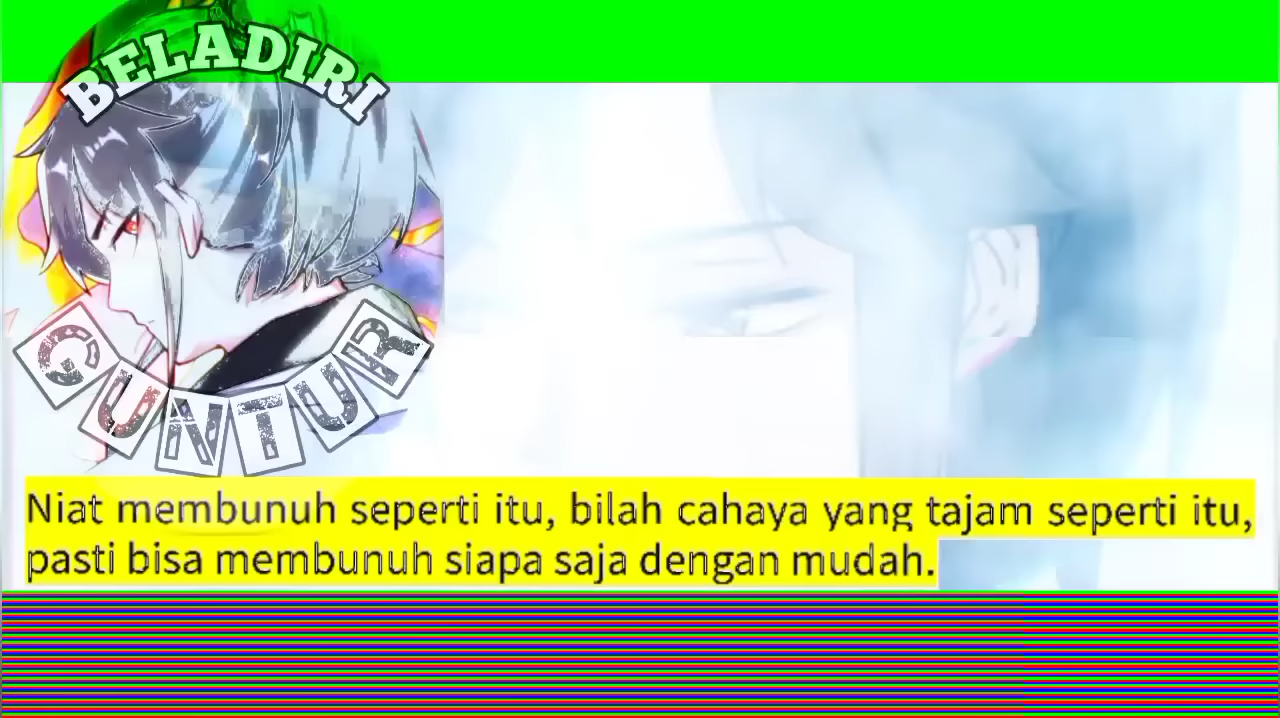 BELADIRI
GUNTUR
Niat membunuh seperti itu, bilah cahaya yang tajam seperti itu,
pasti bisa membunuh siapa saja dengan mudah.